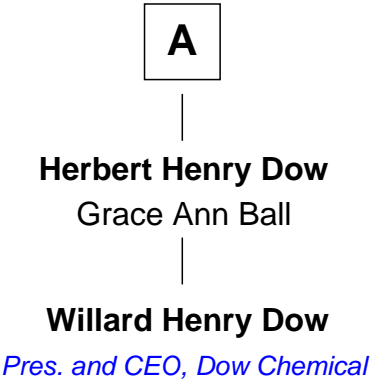 A
Herbert Henry Dow
Grace Ann Ball
Willard Henry Dow
Pres. and CEO, Dow Chemical